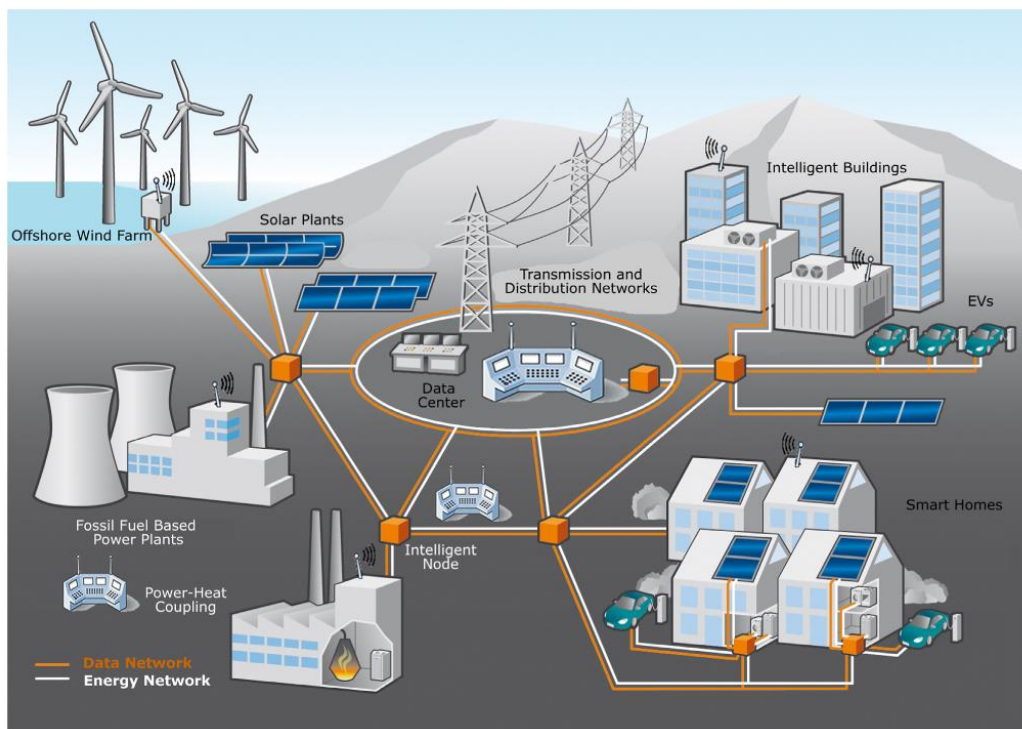 Offshore Wind Farm
Solar Plants
Transmission and
Distribution Networks
Intelligent Buildings
EVs
Data
Center
Fossil Fuel Based
Power Plants
Intelligent
Node
Smart Homes
Power-Heat
Coupling
Data Network
Energy Network